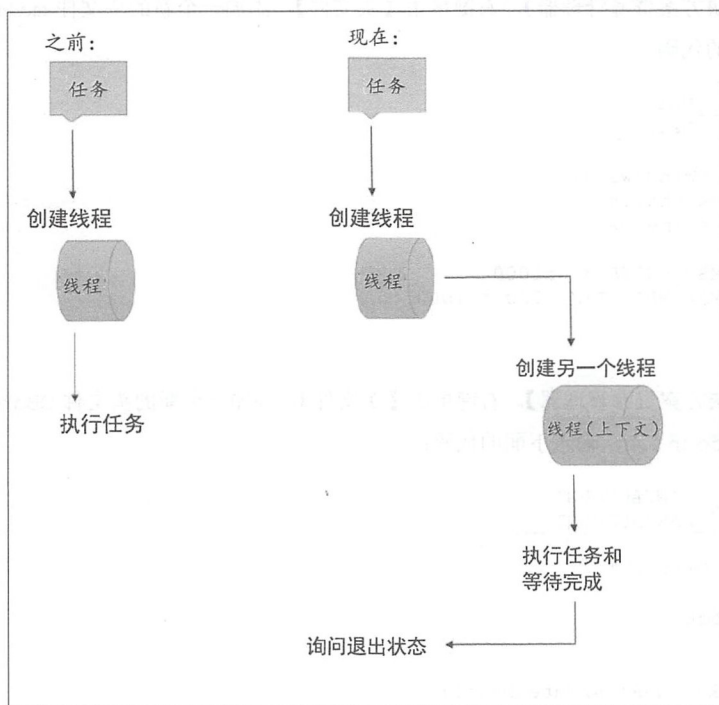 之前：
任务
创建线程
线程
执行任务
现在：
任务
创建线程
线程
创建另一个线程
线程(上下文)
执行任务和
等待完成
询问退出状态